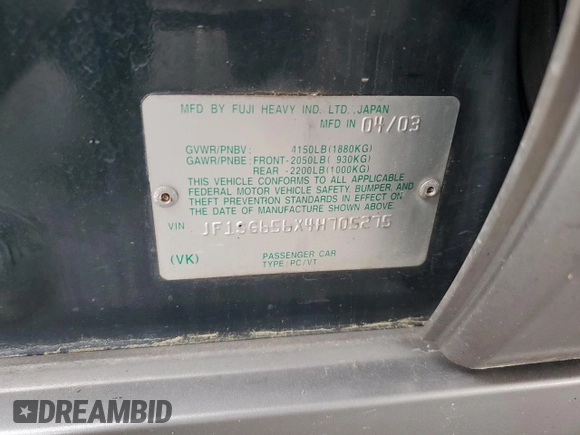 MFD BY FUJI HEAVY IND. LTD. JAPAN
MFD IN 04/03
GVWR/PNBV: 4150LB(1880KG)
GAWR/PNBE: FRONT-2050LB( 930KG)
REAR -2200LB(1000KG)
THIS VEHICLE CONFORMS TO ALL APPLICABLE
FEDERAL MOTOR VEHICLE SAFETY, BUMPER, AND
THEFT PREVENTION STANDARDS IN EFFECT ON
THE DATE OF MANUFACTURE SHOWN ABOVE.
VIN JF1SG656X4H705275
(VK) PASSENGER CAR
TYPE:PC/VT
DREAMBID